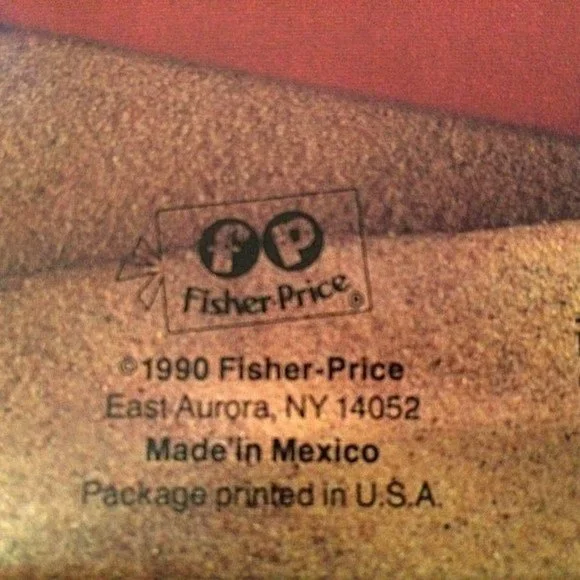 fp
Fisher-Price®
©1990 Fisher-Price
East Aurora, NY 14052
Made in Mexico
Package printed in U.S.A.